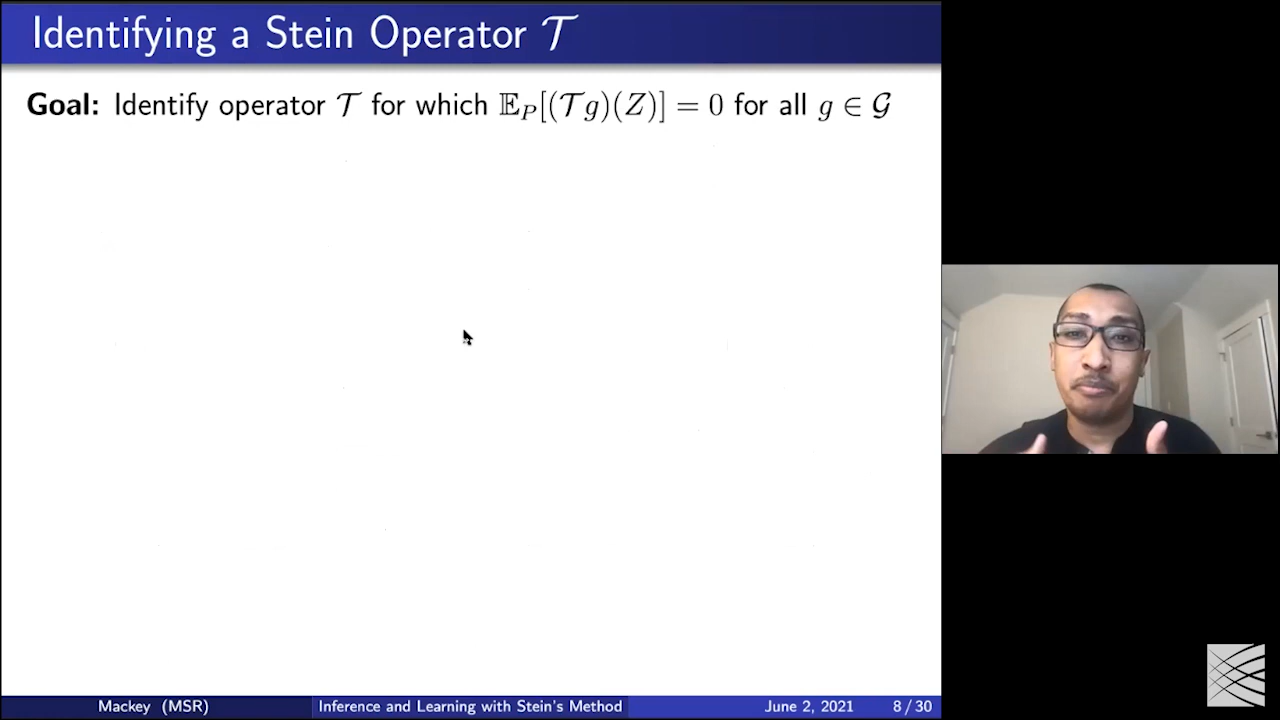 Identifying a Stein Operator 𝒯
Goal: Identify operator 𝒯 for which 𝔼_P[(𝒯g)(Z)] = 0 for all g ∈ 𝒢
Mackey (MSR) Inference and Learning with Stein's Method June 2, 2021 8 / 30